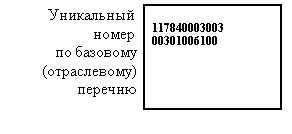 Уникальный
номер
по базовому
(отраслевому)
перечню
117840003003
00301006100